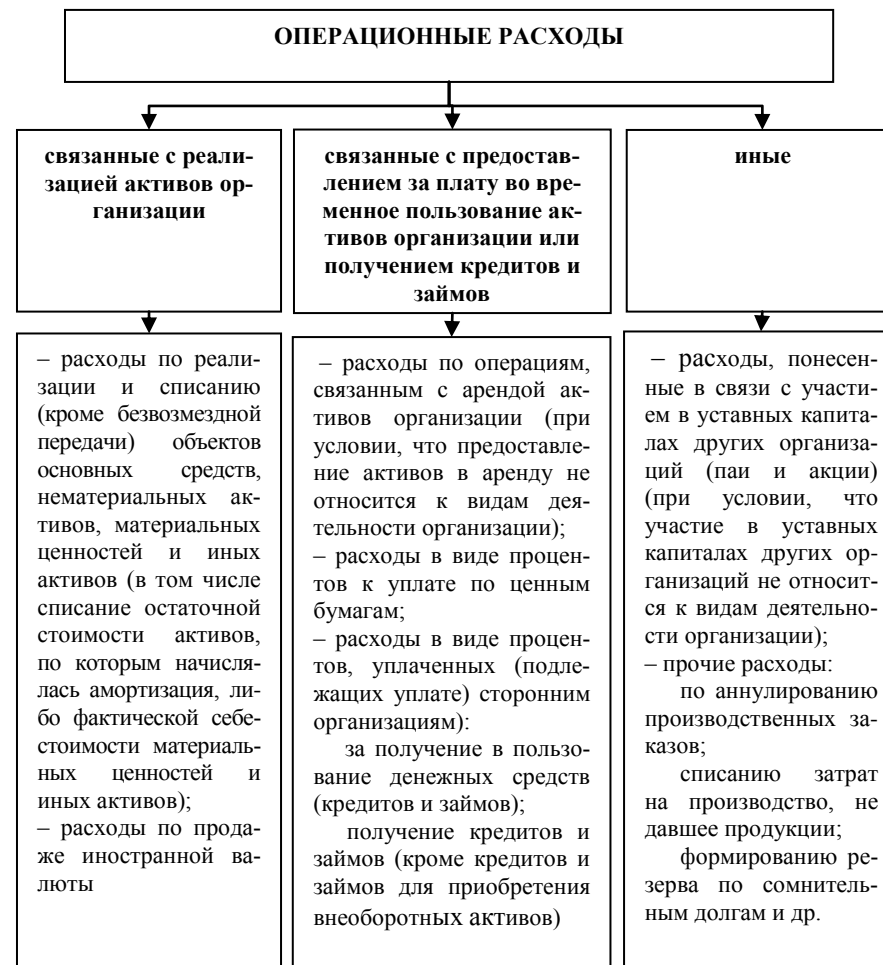 ОПЕРАЦИОННЫЕ РАСХОДЫ
связанные с реали-
зацией активов ор-
ганизации
связанные с предостав-
лением за плату во вре-
менное пользование ак-
тивов организации или
получением кредитов и
займов
иные
– расходы по реали-
зации и списанию
(кроме безвозмездной
передачи) объектов
основных средств,
нематериальных ак-
тивов, материальных
ценностей и иных
активов (в том числе
списание остаточной
стоимости активов,
по которым начисля-
лась амортизация, ли-
бо фактической себе-
стоимости материаль-
ных ценностей и
иных активов);
– расходы по прода-
же иностранной ва-
люты
– расходы по операциям,
связанным с арендой ак-
тивов организации (при
условии, что предоставле-
ние активов в аренду не
относится к видам дея-
тельности организации);
– расходы в виде процен-
тов к уплате по ценным
бумагам;
– расходы в виде процен-
тов, уплаченных (подле-
жащих уплате) сторонним
организациям):
за получение в пользо-
вание денежных средств
(кредитов и займов);
получение кредитов и
займов (кроме кредитов и
займов для приобретения
внеоборотных активов)
– расходы, понесен-
ные в связи с участи-
ем в уставных капита-
лах других организа-
ций (паи и акции)
(при условии, что
участие в уставных
капиталах других ор-
ганизаций не относит-
ся к видам деятельно-
сти организации);
– прочие расходы:
по аннулированию
производственных за-
казов;
списанию затрат
на производство, не
давшее продукции;
формированию ре-
зерва по сомнитель-
ным долгам и др.